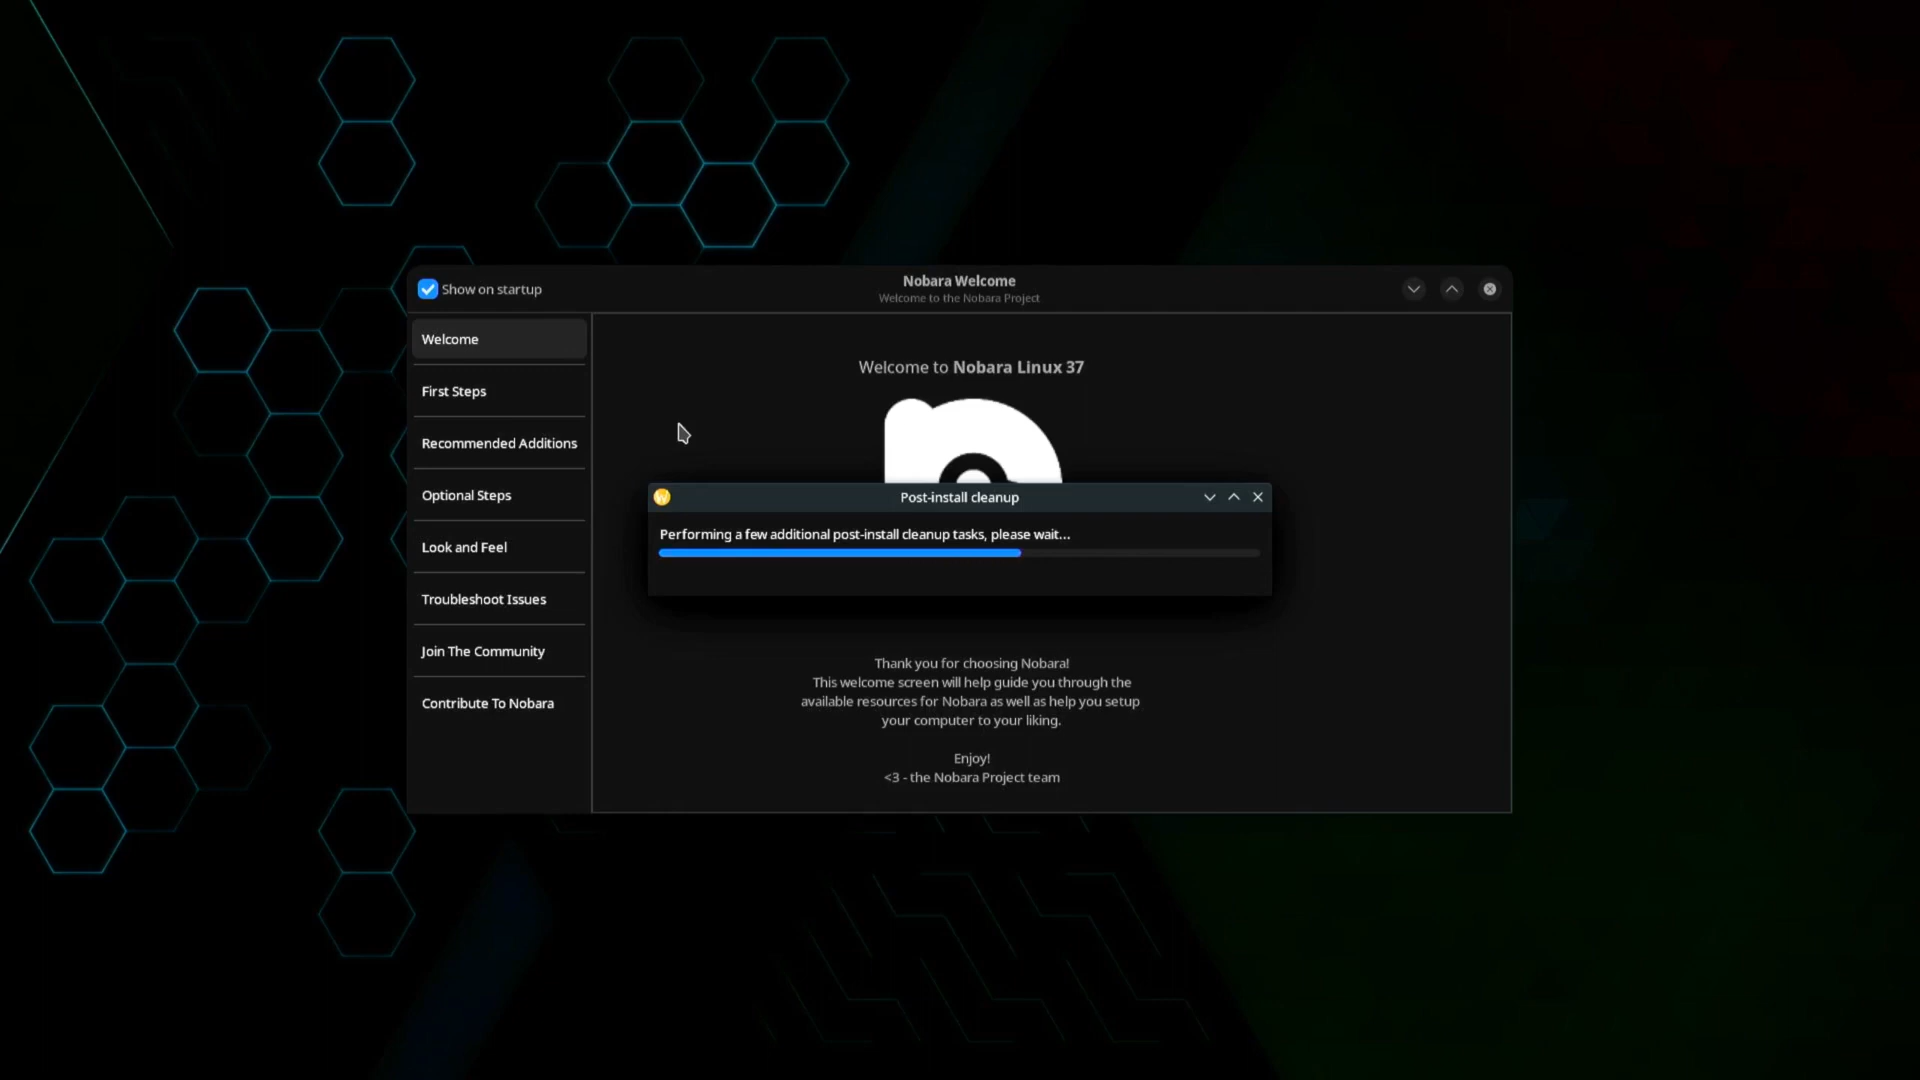 Show on startup
Nobara Welcome
Welcome to the Nobara Project
Welcome
First Steps
Recommended Additions
Optional Steps
Look and Feel
Troubleshoot Issues
Join The Community
Contribute To Nobara
Welcome to Nobara Linux 37
Post-install cleanup
Performing a few additional post-install cleanup tasks, please wait...
Thank you for choosing Nobara!
This welcome screen will help guide you through the
available resources for Nobara as well as help you setup
your computer to your liking.
Enjoy!
<3 - the Nobara Project team